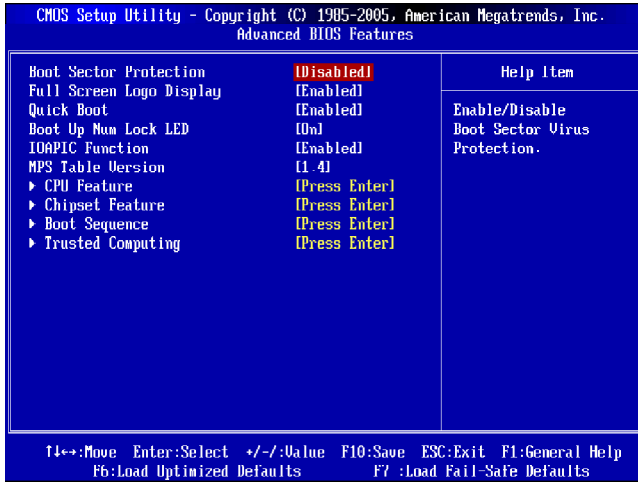 CMOS Setup Utility - Copyright (C) 1985-2005, American Megatrends, Inc.
Advanced BIOS Features
Boot Sector Protection [Disabled]
Full Screen Logo Display [Enabled]
Quick Boot [Enabled]
Boot Up Num Lock LED [On]
IOAPIC Function [Enabled]
MPS Table Version [1.4]
▶ CPU Feature [Press Enter]
▶ Chipset Feature [Press Enter]
▶ Boot Sequence [Press Enter]
▶ Trusted Computing [Press Enter]
Help Item
Enable/Disable
Boot Sector Virus
Protection.
↑↓←→:Move Enter:Select +/-/:Value F10:Save ESC:Exit F1:General Help
F6:Load Optimized Defaults F7 :Load Fail-Safe Defaults